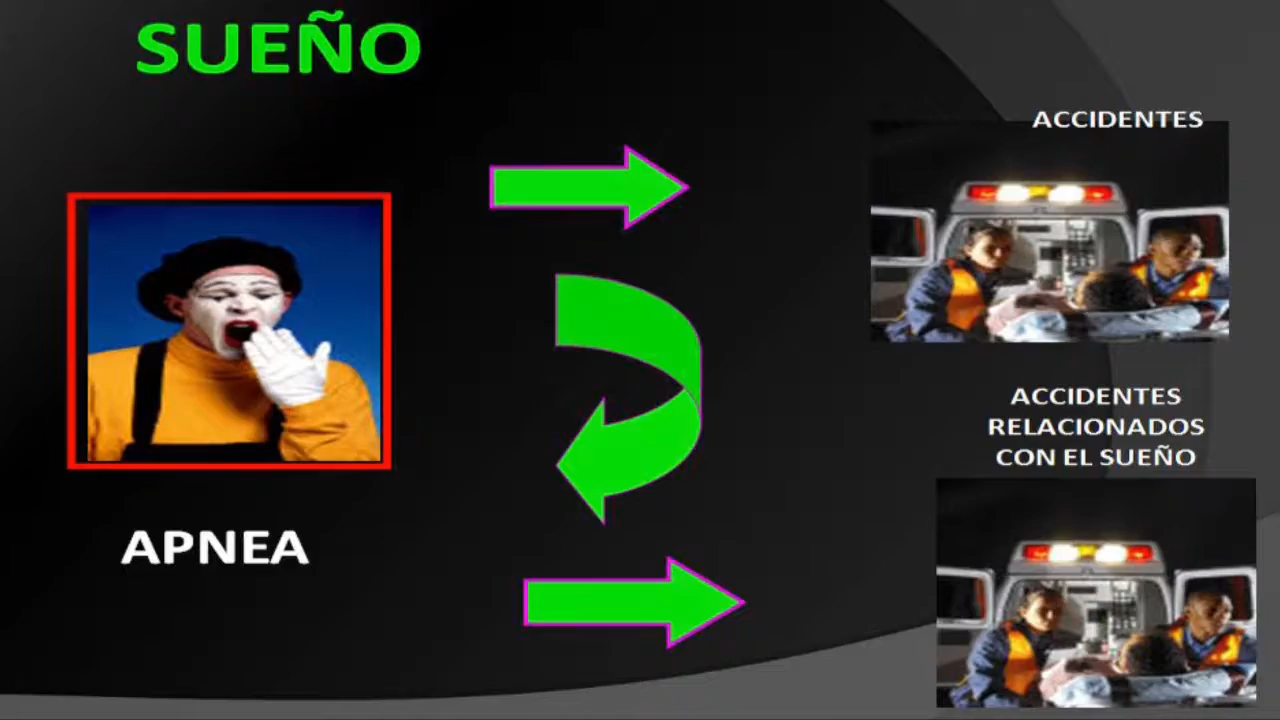 SUEÑO
ACCIDENTES
APNEA
ACCIDENTES
RELACIONADOS
CON EL SUEÑO